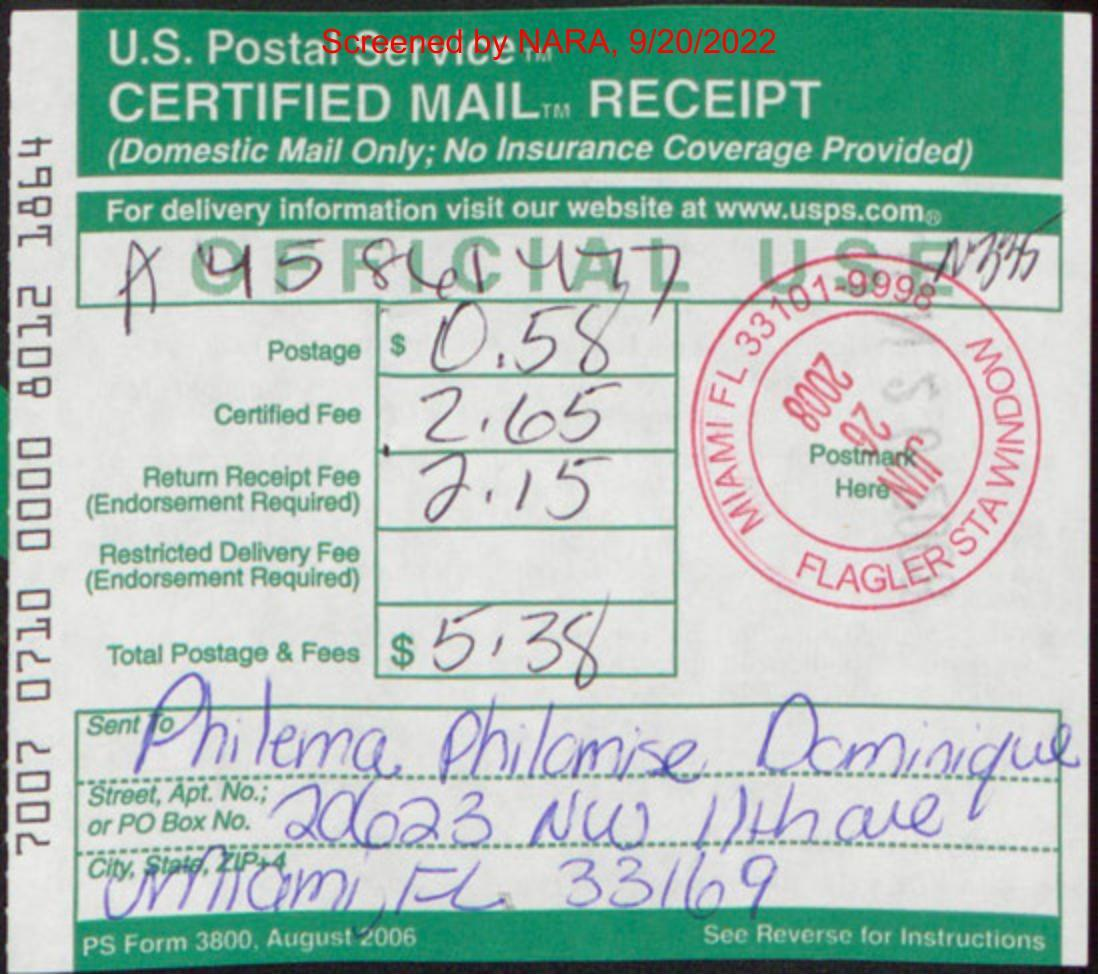 Screened by NARA, 9/20/2022
U.S. Postal Service™
CERTIFIED MAIL™ RECEIPT
(Domestic Mail Only; No Insurance Coverage Provided)
For delivery information visit our website at www.usps.com®
OFFICIAL USE
A 45 861 437
N-335
Postage $ 0.58
Certified Fee 2.65
Return Receipt Fee 2.15
(Endorsement Required)
Restricted Delivery Fee
(Endorsement Required)
Total Postage & Fees $ 5.38
MIAMI FL 33101-9998
FLAGLER STA WINDOW
JUN 26 2008
Postmark
Here
Sent To Philema Philomise Dominique
Street, Apt. No.;
or PO Box No. 20623 NW 11th ave
City, State, ZIP+4 Miami, FL. 33169
PS Form 3800, August 2006 See Reverse for Instructions
7007 0710 0000 8012 1864